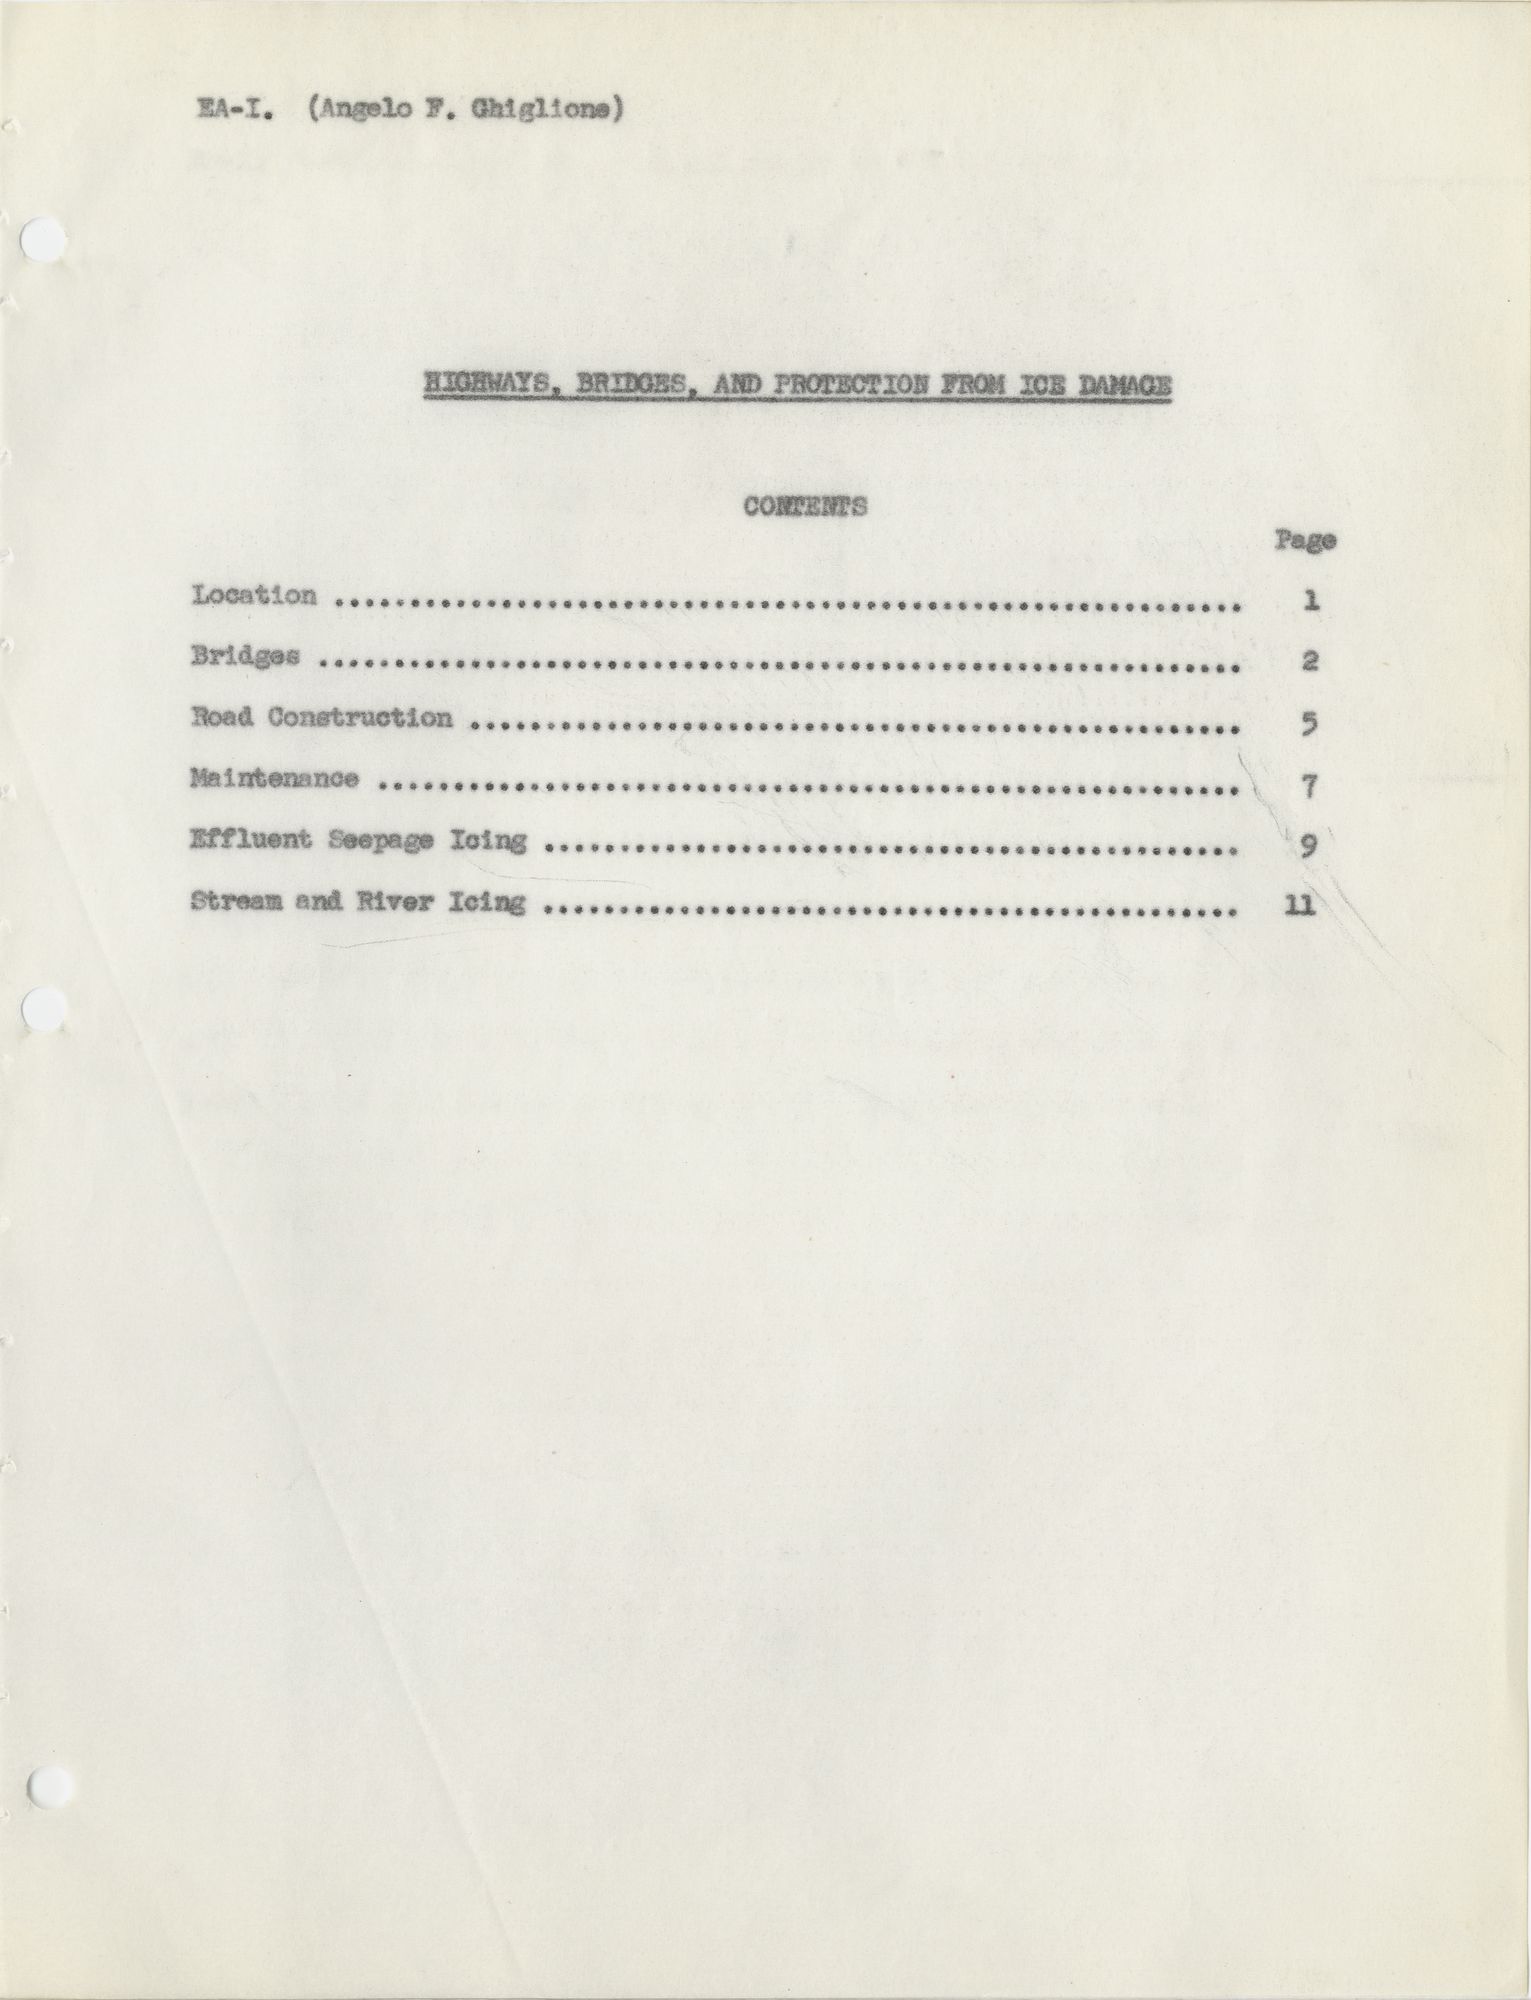 EA-I. (Angelo F. Ghiglione)
HIGHWAYS, BRIDGES, AND PROTECTION FROM ICE DAMAGE
CONTENTS
Page
Location ............................................................ 1
Bridges ............................................................. 2
Road Construction ................................................... 5
Maintenance ......................................................... 7
Effluent Seepage Icing .............................................. 9
Stream and River Icing .............................................. 11